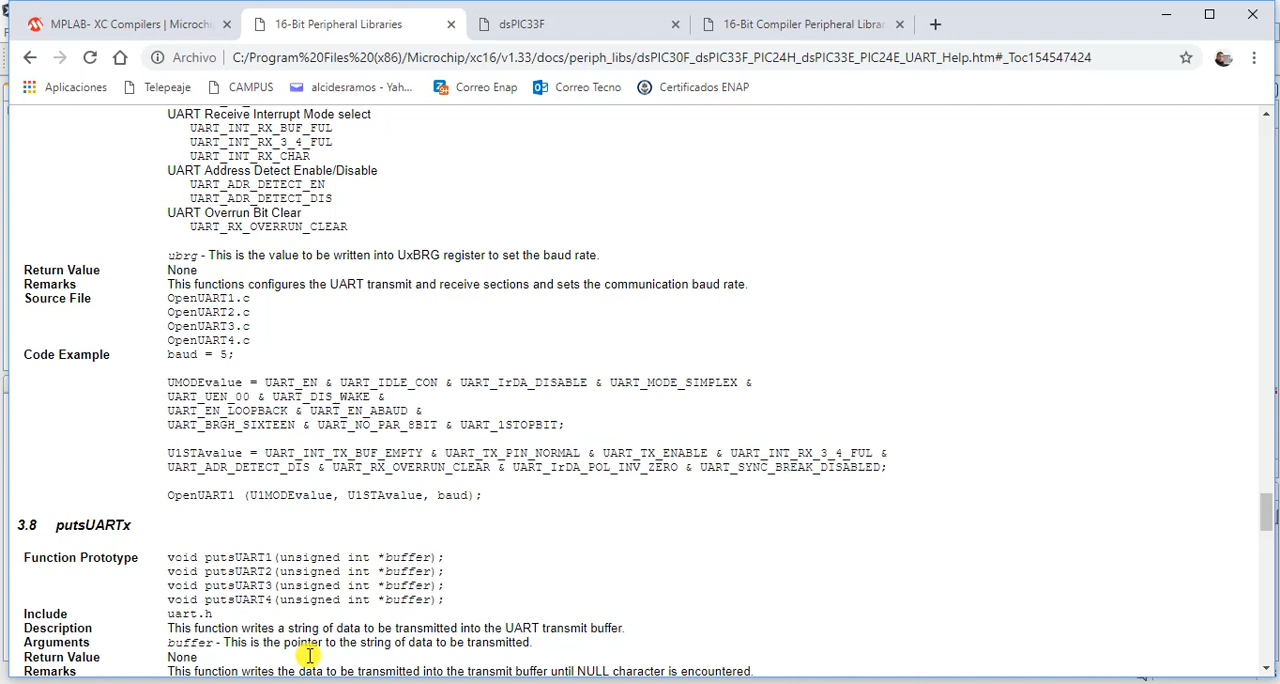 MPLAB- XC Compilers | Microchip
16-Bit Peripheral Libraries
dsPIC33F
16-Bit Compiler Peripheral Librar
Archivo
C:/Program%20Files%20(x86)/Microchip/xc16/v1.33/docs/periph_libs/dsPIC30F_dsPIC33F_PIC24H_dsPIC33E_PIC24E_UART_Help.htm#_Toc154547424
Aplicaciones Telepeaje CAMPUS alcidesramos - Yah... Correo Enap Correo Tecno Certificados ENAP
UART Receive Interrupt Mode select
UART_INT_RX_BUF_FUL
UART_INT_RX_3_4_FUL
UART_INT_RX_CHAR
UART Address Detect Enable/Disable
UART_ADR_DETECT_EN
UART_ADR_DETECT_DIS
UART Overrun Bit Clear
UART_RX_OVERRUN_CLEAR
ubrg - This is the value to be written into UxBRG register to set the baud rate.
Return Value None
Remarks This functions configures the UART transmit and receive sections and sets the communication baud rate.
Source File OpenUART1.c
OpenUART2.c
OpenUART3.c
OpenUART4.c
Code Example baud = 5;
UMODEvalue = UART_EN & UART_IDLE_CON & UART_IrDA_DISABLE & UART_MODE_SIMPLEX &
UART_UEN_00 & UART_DIS_WAKE &
UART_EN_LOOPBACK & UART_EN_ABAUD &
UART_BRGH_SIXTEEN & UART_NO_PAR_8BIT & UART_1STOPBIT;
U1STAvalue = UART_INT_TX_BUF_EMPTY & UART_TX_PIN_NORMAL & UART_TX_ENABLE & UART_INT_RX_3_4_FUL &
UART_ADR_DETECT_DIS & UART_RX_OVERRUN_CLEAR & UART_IrDA_POL_INV_ZERO & UART_SYNC_BREAK_DISABLED;
OpenUART1 (U1MODEvalue, U1STAvalue, baud);
3.8 putsUARTx
Function Prototype void putsUART1(unsigned int *buffer);
void putsUART2(unsigned int *buffer);
void putsUART3(unsigned int *buffer);
void putsUART4(unsigned int *buffer);
Include uart.h
Description This function writes a string of data to be transmitted into the UART transmit buffer.
Arguments buffer - This is the pointer to the string of data to be transmitted.
Return Value None
Remarks This function writes the data to be transmitted into the transmit buffer until NULL character is encountered.